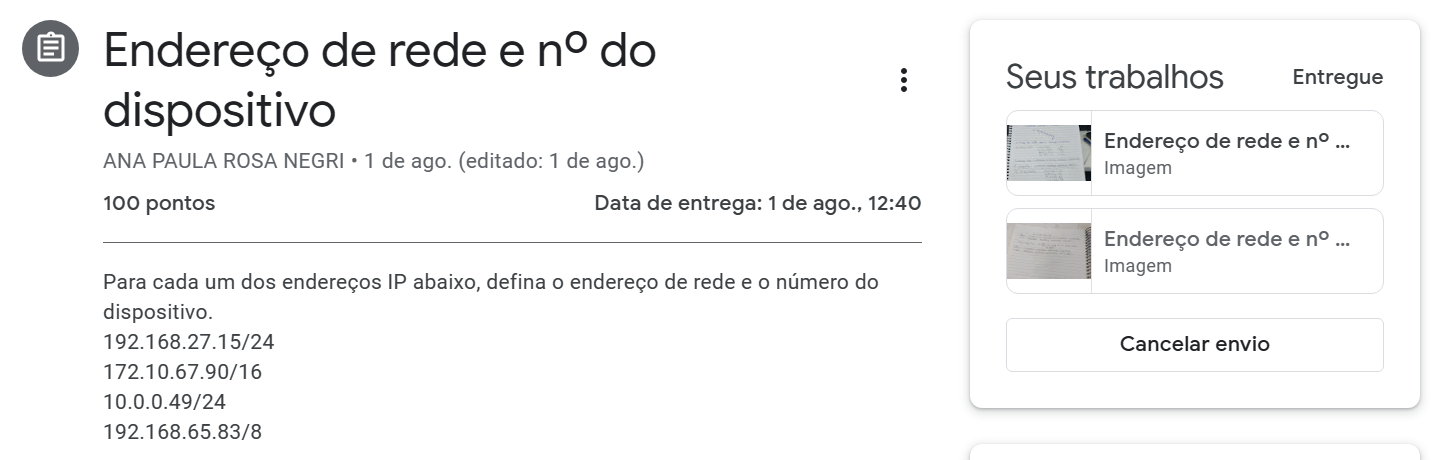 Endereço de rede e nº do
dispositivo
ANA PAULA ROSA NEGRI • 1 de ago. (editado: 1 de ago.)
100 pontos
Data de entrega: 1 de ago., 12:40
Para cada um dos endereços IP abaixo, defina o endereço de rede e o número do
dispositivo.
192.168.27.15/24
172.10.67.90/16
10.0.0.49/24
192.168.65.83/8
Seus trabalhos
Entregue
Endereço de rede e nº ...
Imagem
Endereço de rede e nº ...
Imagem
Cancelar envio